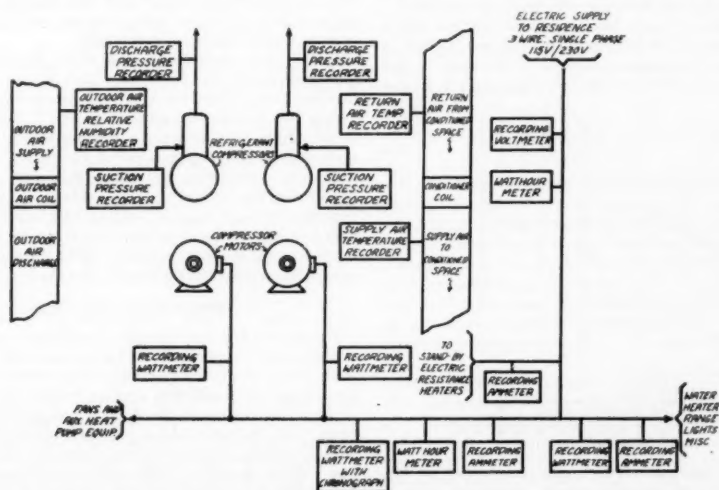 DISCHARGE
PRESSURE
RECORDER
DISCHARGE
PRESSURE
RECORDER
ELECTRIC SUPPLY
TO RESIDENCE
3 WIRE SINGLE PHASE
115V/230V
OUTDOOR
AIR
SUPPLY
OUTDOOR AIR
TEMPERATURE
RELATIVE
HUMIDITY
RECORDER
REFRIGERANT
COMPRESSORS
SUCTION
PRESSURE
RECORDER
SUCTION
PRESSURE
RECORDER
RETURN
AIR TEMP
RECORDER
RETURN
AIR FROM
CONDITIONED
SPACE
RECORDING
VOLTMETER
WATTHOUR
METER
OUTDOOR
AIR COIL
CONDITIONER
COIL
OUTDOOR
AIR
DISCHARGE
COMPRESSOR
MOTORS
SUPPLY AIR
TEMPERATURE
RECORDER
SUPPLY AIR
TO
CONDITIONED
SPACE
RECORDING
WATTMETER
RECORDING
WATTMETER
TO
STAND-BY
ELECTRIC
RESISTANCE
HEATERS
RECORDING
AMMETER
FANS AND
AUX. HEAT
PUMP EQUIP.
WATER
HEATER
RANGE
LIGHTS
MISC
RECORDING
WATTMETER
WITH
CHRONOGRAPH
WATT HOUR
METER
RECORDING
AMMETER
RECORDING
WATTMETER
RECORDING
AMMETER